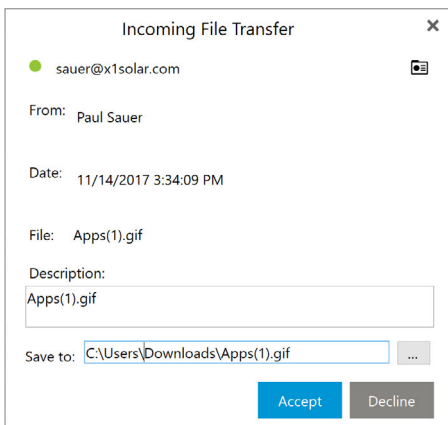 Incoming File Transfer
sauer@x1solar.com
From: Paul Sauer
Date: 11/14/2017 3:34:09 PM
File: Apps(1).gif
Description:
Apps(1).gif
Save to: C:\Users\Downloads\Apps(1).gif ...
Accept Decline